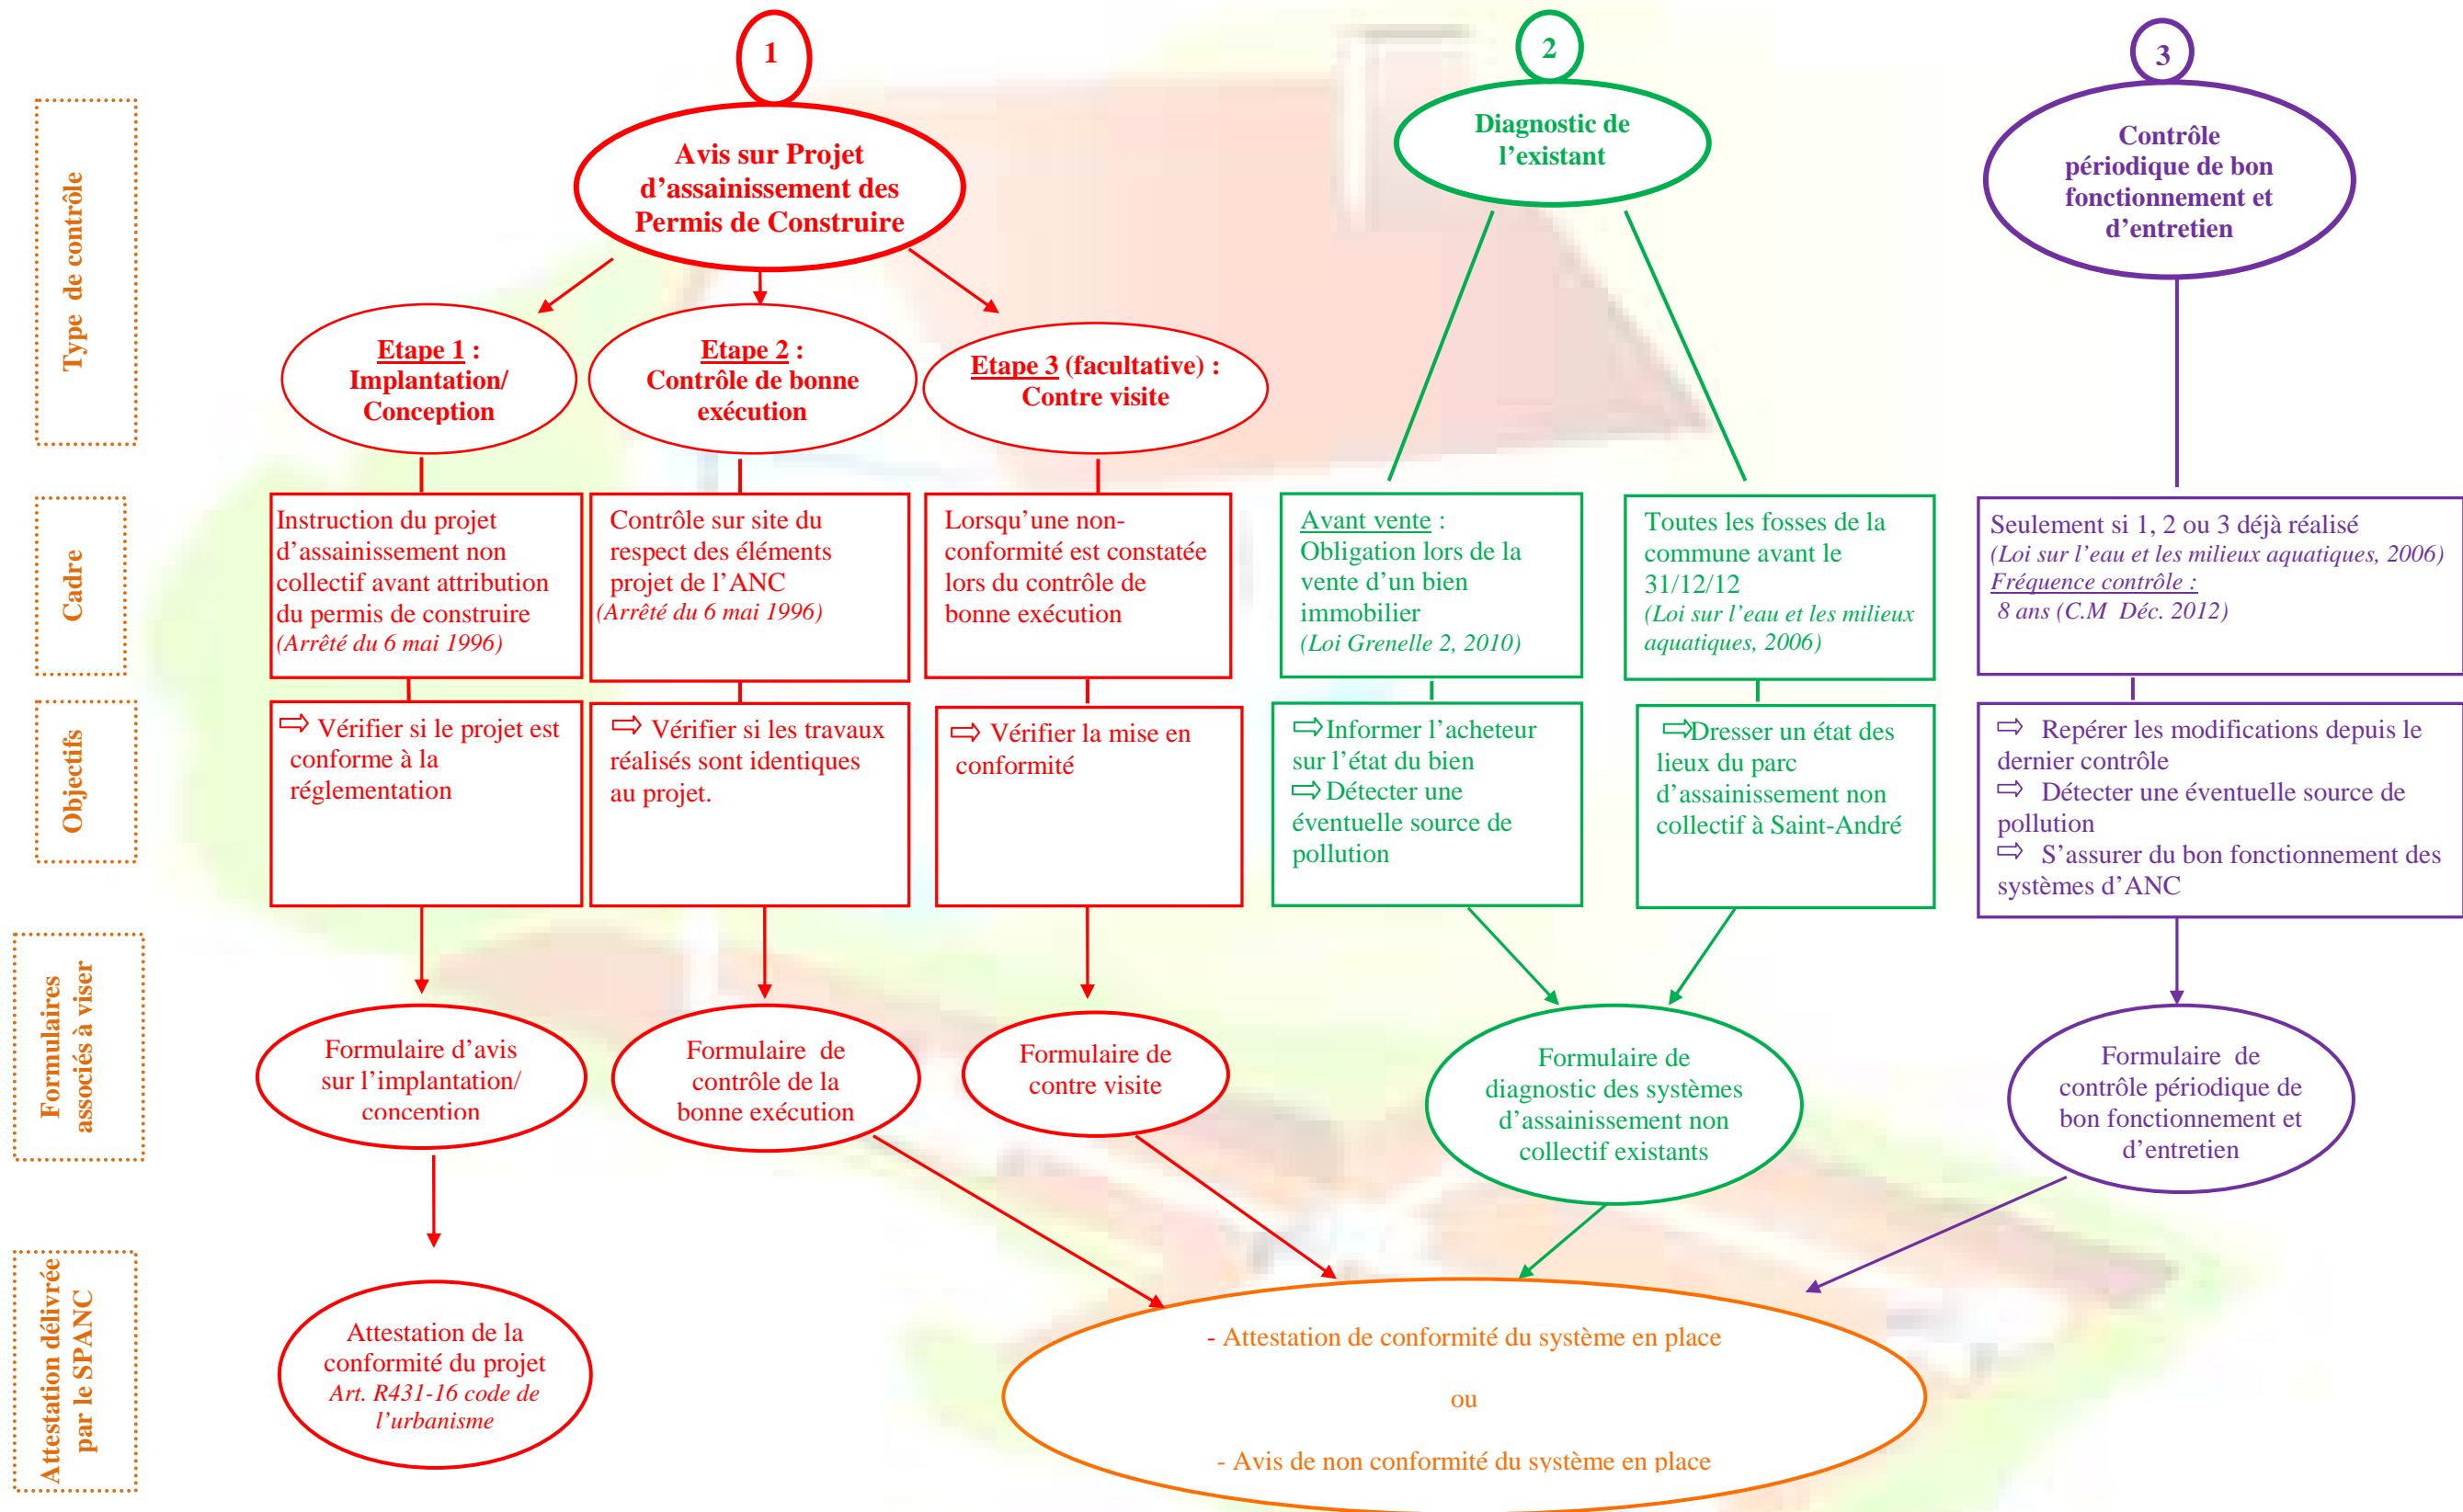 1
Avis sur Projet
d’assainissement des
Permis de Construire
2
Diagnostic de
l’existant
3
Contrôle
périodique de bon
fonctionnement et
d’entretien
Type de contrôle
Etape 1 :
Implantation/
Conception
Etape 2 :
Contrôle de bonne
exécution
Etape 3 (facultative) :
Contre visite
Cadre
Instruction du projet
d’assainissement non
collectif avant attribution
du permis de construire
(Arrêté du 6 mai 1996)
Contrôle sur site du
respect des éléments
projet de l’ANC
(Arrêté du 6 mai 1996)
Lorsqu’une non-
conformité est constatée
lors du contrôle de
bonne exécution
Avant vente :
Obligation lors de la
vente d’un bien
immobilier
(Loi Grenelle 2, 2010)
Toutes les fosses de la
commune avant le
31/12/12
(Loi sur l’eau et les milieux
aquatiques, 2006)
Seulement si 1, 2 ou 3 déjà réalisé
(Loi sur l’eau et les milieux aquatiques, 2006)
Fréquence contrôle :
8 ans (C.M Déc. 2012)
Objectifs
⇨ Vérifier si le projet est
conforme à la
réglementation
⇨ Vérifier si les travaux
réalisés sont identiques
au projet.
⇨ Vérifier la mise en
conformité
⇨ Informer l’acheteur
sur l’état du bien
⇨ Détecter une
éventuelle source de
pollution
⇨Dresser un état des
lieux du parc
d’assainissement non
collectif à Saint-André
⇨ Repérer les modifications depuis le
dernier contrôle
⇨ Détecter une éventuelle source de
pollution
⇨ S’assurer du bon fonctionnement des
systèmes d’ANC
Formulaires
associés à viser
Formulaire d’avis
sur l’implantation/
conception
Formulaire de
contrôle de la
bonne exécution
Formulaire de
contre visite
Formulaire de
diagnostic des systèmes
d’assainissement non
collectif existants
Formulaire de
contrôle périodique de
bon fonctionnement et
d’entretien
Attestation délivrée
par le SPANC
Attestation de la
conformité du projet
Art. R431-16 code de
l’urbanisme
- Attestation de conformité du système en place
ou
- Avis de non conformité du système en place